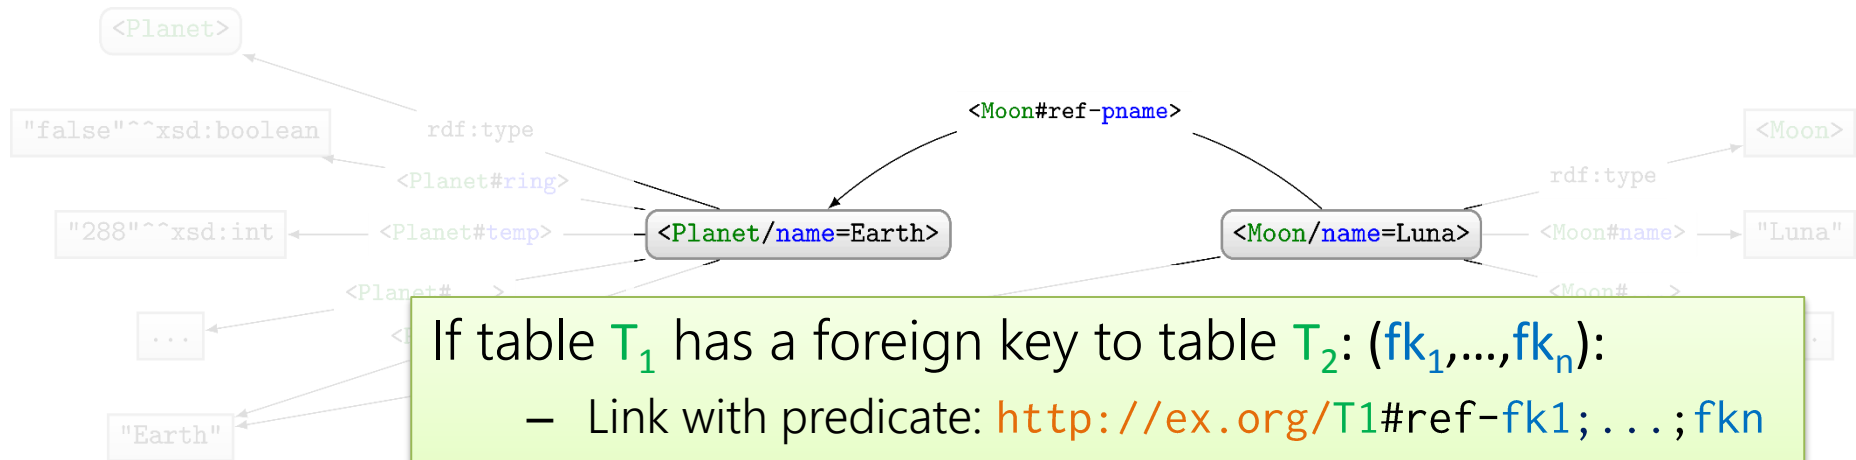 <Planet>
<Moon#ref-pname>
"false"^^xsd:boolean
rdf:type
<Moon>
<Planet#ring>
rdf:type
"288"^^xsd:int
<Planet#temp>
<Planet/name=Earth>
<Moon/name=Luna>
<Moon#name>
"Luna"
<Planet# >
<Moon# >
...
If table T₁ has a foreign key to table T₂: (fk₁,…,fkₙ):
– Link with predicate: http://ex.org/T1#ref-fk1;...;fkn
"Earth"